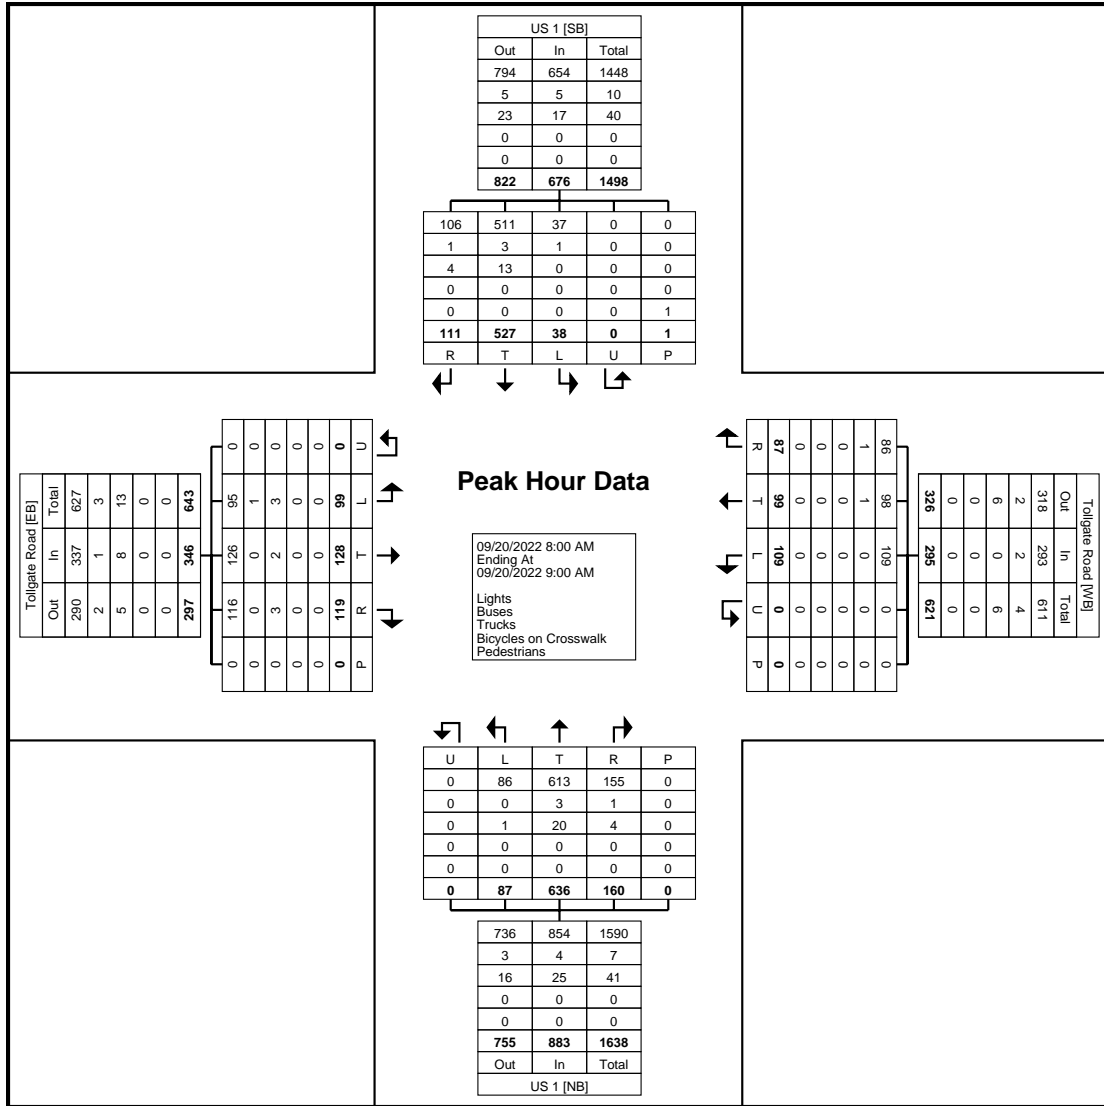 US 1 [SB]
Out In Total
794 654 1448
5 5 10
23 17 40
0 0 0
0 0 0
822 676 1498
106 511 37 0 0
1 3 1 0 0
4 13 0 0 0
0 0 0 0 0
0 0 0 0 1
111 527 38 0 1
R T L U P
Tollgate Road [EB]
Total 627 3 13 0 0 643
In 337 1 8 0 0 346
Out 290 2 5 0 0 297
0 0 0 0 0 0 U
95 1 3 0 0 99 L
126 0 2 0 0 128 T
116 0 3 0 0 119 R
0 0 0 0 0 0 P
Peak Hour Data
09/20/2022 8:00 AM
Ending At
09/20/2022 9:00 AM
Lights
Buses
Trucks
Bicycles on Crosswalk
Pedestrians
R 87 0 0 0 1 86
T 99 0 0 0 1 98
L 109 0 0 0 0 109
U 0 0 0 0 0 0
P 0 0 0 0 0 0
326 0 0 6 2 318 Out
295 0 0 0 2 293 In
621 0 0 6 4 611 Total
Tollgate Road [WB]
U L T R P
0 86 613 155 0
0 0 3 1 0
0 1 20 4 0
0 0 0 0 0
0 0 0 0 0
0 87 636 160 0
736 854 1590
3 4 7
16 25 41
0 0 0
0 0 0
755 883 1638
Out In Total
US 1 [NB]